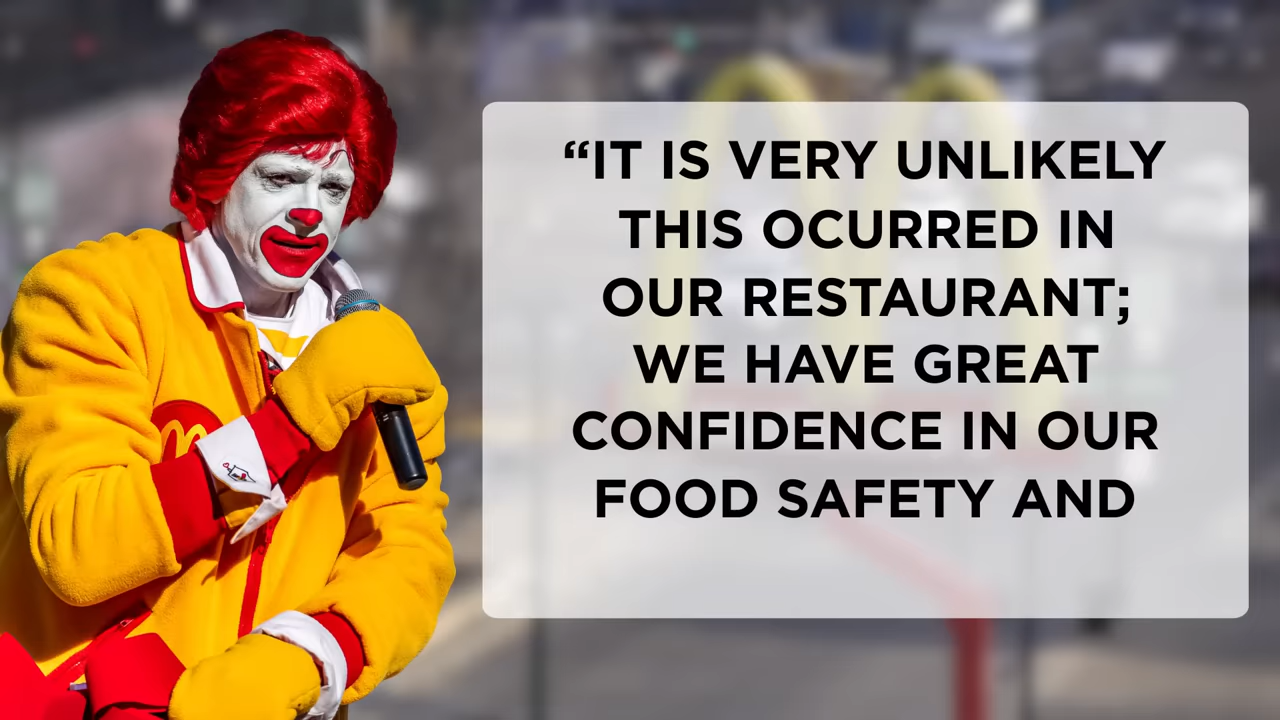 “IT IS VERY UNLIKELY
THIS OCURRED IN
OUR RESTAURANT;
WE HAVE GREAT
CONFIDENCE IN OUR
FOOD SAFETY AND